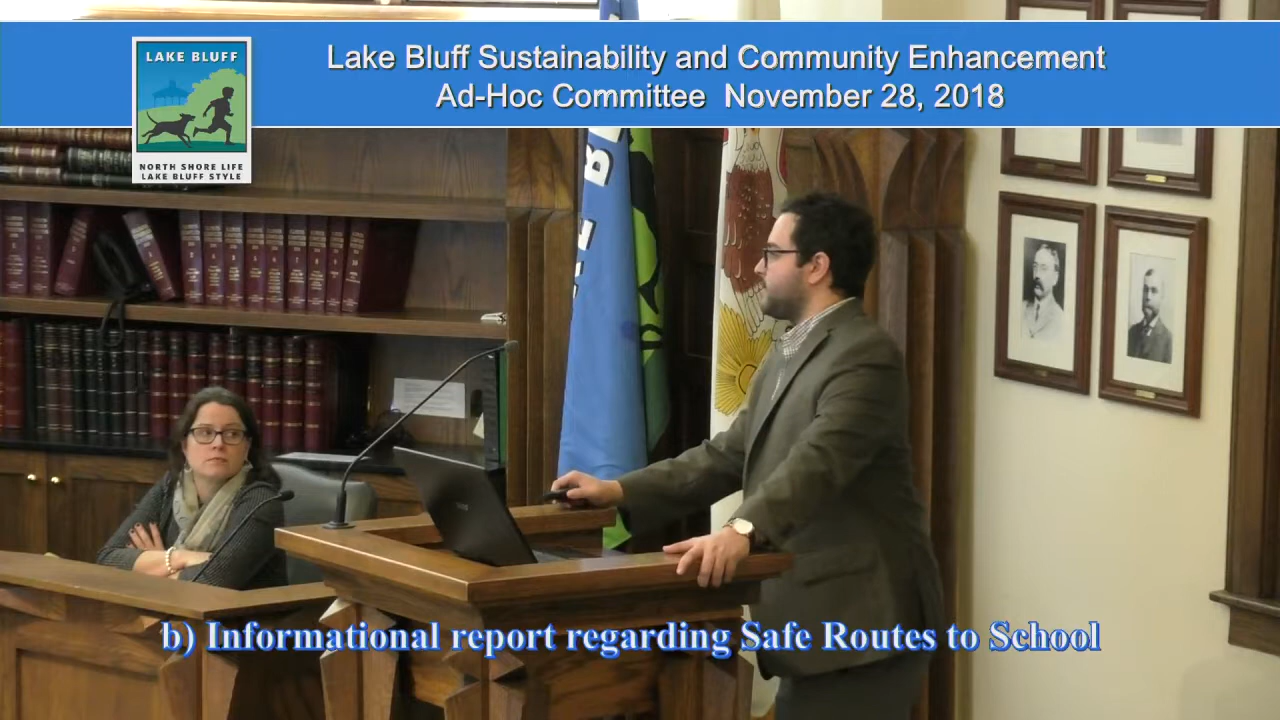 Lake Bluff Sustainability and Community Enhancement
Ad-Hoc Committee November 28, 2018
LAKE BLUFF
NORTH SHORE LIFE
LAKE BLUFF STYLE
b) Informational report regarding Safe Routes to School